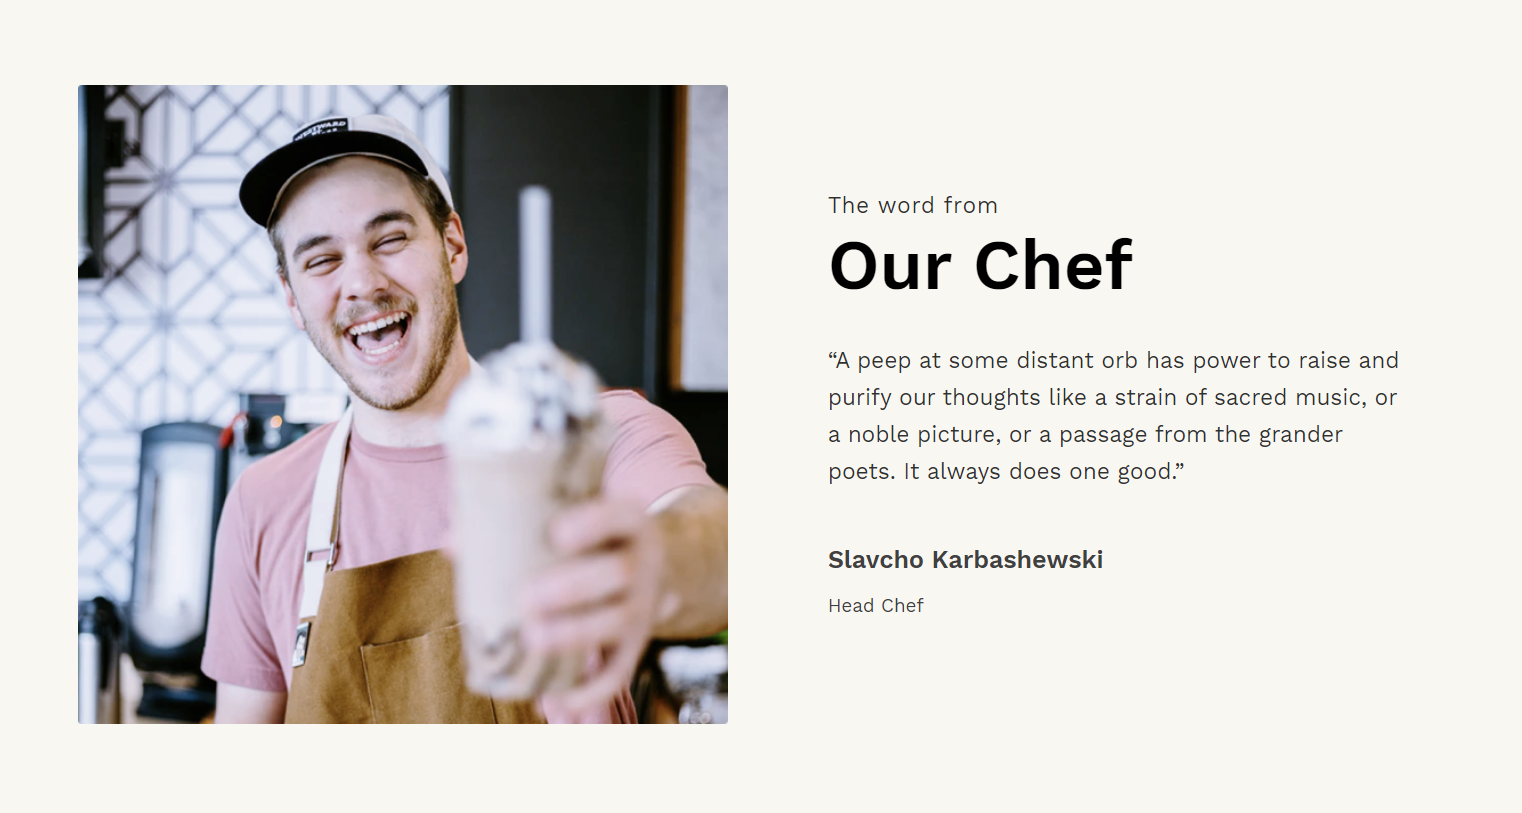 WESTWARD
The word from
Our Chef
“A peep at some distant orb has power to raise and
purify our thoughts like a strain of sacred music, or
a noble picture, or a passage from the grander
poets. It always does one good.”
Slavcho Karbashewski
Head Chef